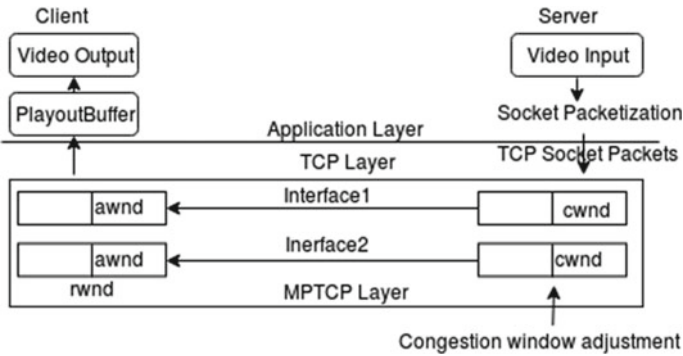 Client
Server
Video Output
Video Input
PlayoutBuffer
Socket Packetization
Application Layer
TCP Layer
TCP Socket Packets
Interface1
awnd
cwnd
Inerface2
awnd
cwnd
rwnd
MPTCP Layer
Congestion window adjustment